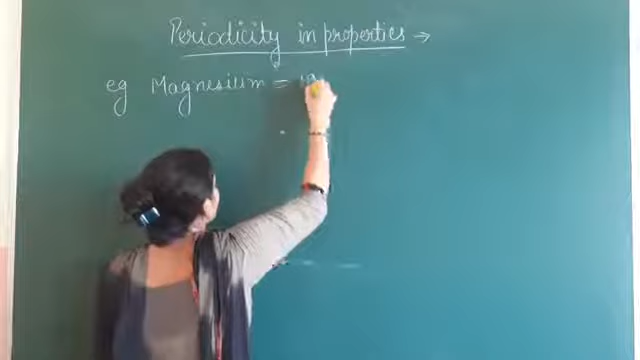 Periodicity in properties →
eg Magnesium =